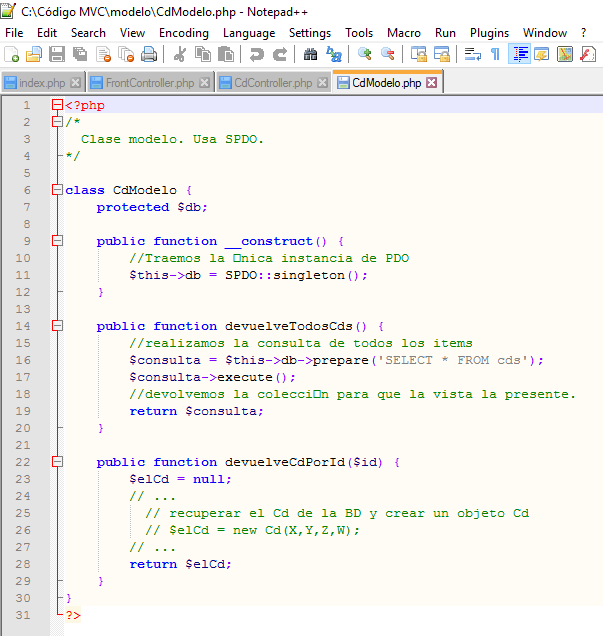 C:\Código MVC\modelo\CdModelo.php - Notepad++
File Edit Search View Encoding Language Settings Tools Macro Run Plugins Window ?
index.php FrontController.php CdController.php CdModelo.php
1 <?php
2 /*
3 Clase modelo. Usa SPDO.
4 */
5
6 class CdModelo {
7 protected $db;
8
9 public function __construct() {
10 //Traemos la □nica instancia de PDO
11 $this->db = SPDO::singleton();
12 }
13
14 public function devuelveTodosCds() {
15 //realizamos la consulta de todos los items
16 $consulta = $this->db->prepare('SELECT * FROM cds');
17 $consulta->execute();
18 //devolvemos la colecci□n para que la vista la presente.
19 return $consulta;
20 }
21
22 public function devuelveCdPorId($id) {
23 $elCd = null;
24 // ...
25 // recuperar el Cd de la BD y crear un objeto Cd
26 // $elCd = new Cd(X,Y,Z,W);
27 // ...
28 return $elCd;
29 }
30 }
31 ?>